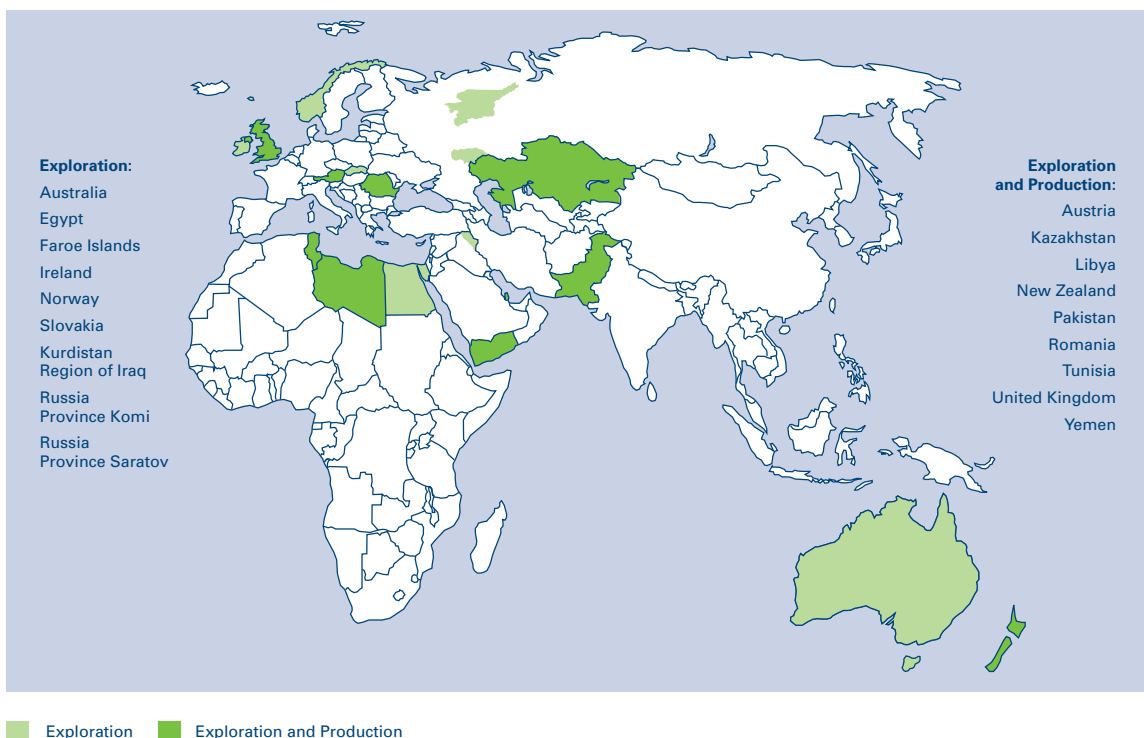 Exploration:
Australia
Egypt
Faroe Islands
Ireland
Norway
Slovakia
Kurdistan
Region of Iraq
Russia
Province Komi
Russia
Province Saratov
Exploration
and Production:
Austria
Kazakhstan
Libya
New Zealand
Pakistan
Romania
Tunisia
United Kingdom
Yemen
Exploration
Exploration and Production